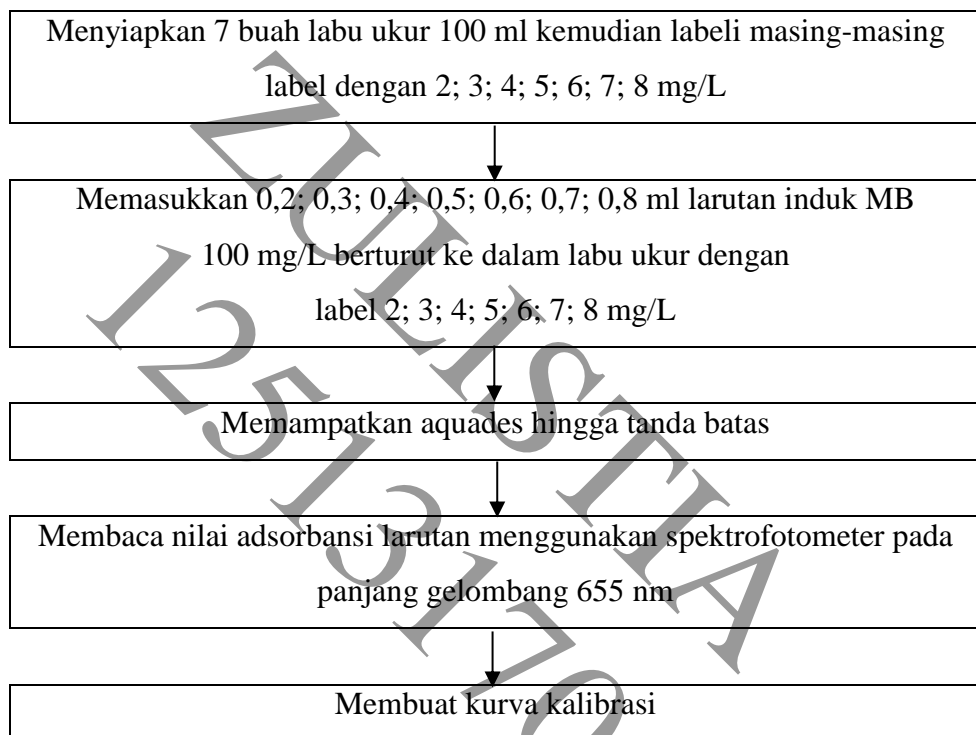 Menyiapkan 7 buah labu ukur 100 ml kemudian labeli masing-masing
label dengan 2; 3; 4; 5; 6; 7; 8 mg/L
Memasukkan 0,2; 0,3; 0,4; 0,5; 0,6; 0,7; 0,8 ml larutan induk MB
100 mg/L berturut ke dalam labu ukur dengan
label 2; 3; 4; 5; 6; 7; 8 mg/L
Memampatkan aquades hingga tanda batas
Membaca nilai adsorbansi larutan menggunakan spektrofotometer pada
panjang gelombang 655 nm
Membuat kurva kalibrasi
ZULISTIA
12513170